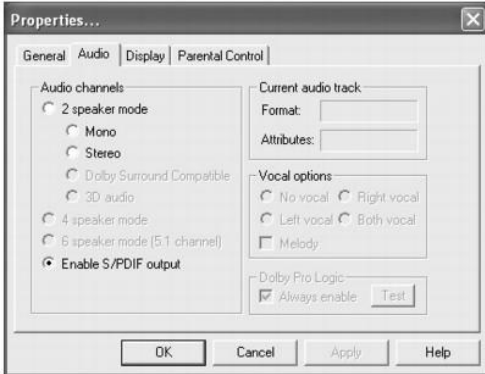 Properties...
General Audio Display Parental Control
Audio channels
2 speaker mode
Mono
Stereo
Dolby Surround Compatible
3D audio
4 speaker mode
6 speaker mode (5.1 channel)
Enable S/PDIF output
Current audio track
Format:
Attributes:
Vocal options
No vocal Right vocal
Left vocal Both vocal
Melody
Dolby Pro Logic
Always enable Test
OK Cancel Apply Help